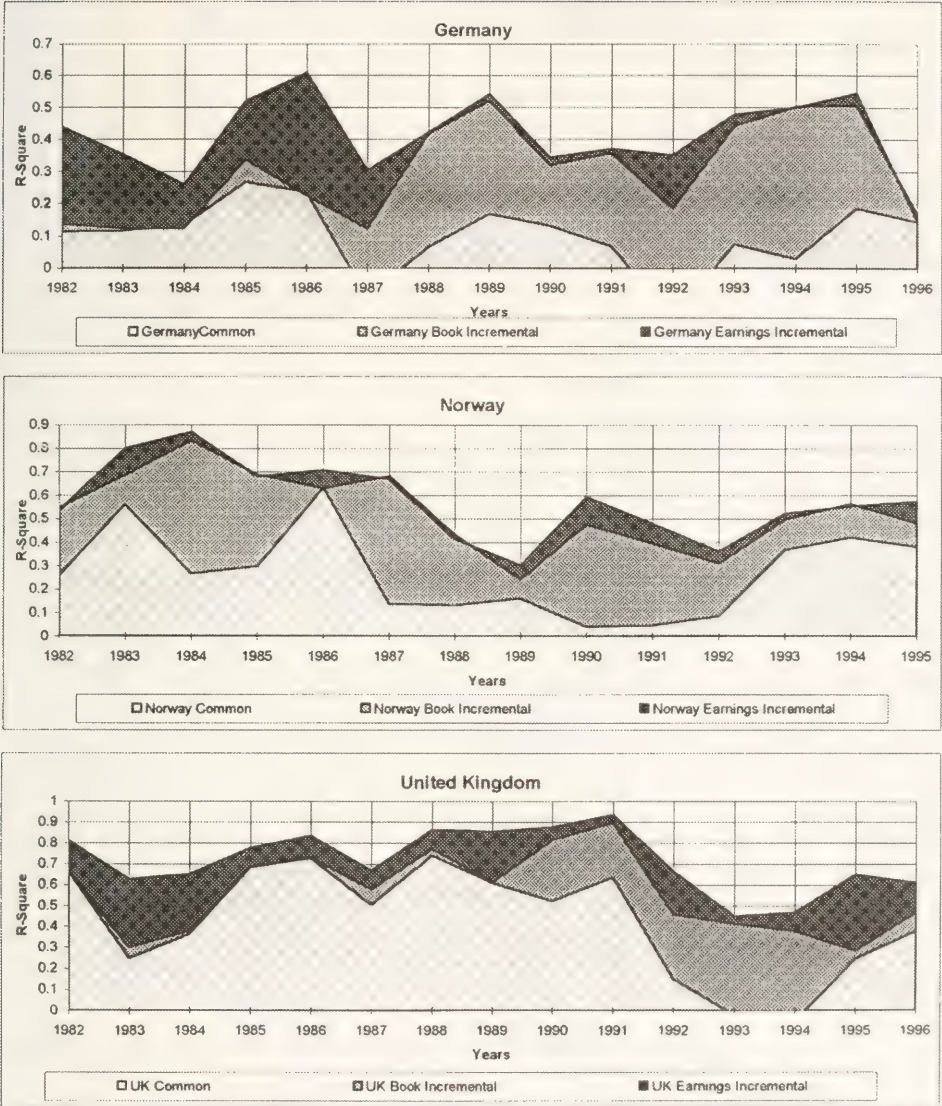 Germany
0.7
0.6
0.5
0.4
0.3
0.2
0.1
0
R-Square
1982 1983 1984 1985 1986 1987 1988 1989 1990 1991 1992 1993 1994 1995 1996
Years
GermanyCommon Germany Book Incremental Germany Earnings Incremental
Norway
0.9
0.8
0.7
0.6
0.5
0.4
0.3
0.2
0.1
0
R-Square
1982 1983 1984 1985 1986 1987 1988 1989 1990 1991 1992 1993 1994 1995
Years
Norway Common Norway Book Incremental Norway Earnings Incremental
United Kingdom
1
0.9
0.8
0.7
0.6
0.5
0.4
0.3
0.2
0.1
0
R-Square
1982 1983 1984 1985 1986 1987 1988 1989 1990 1991 1992 1993 1994 1995 1996
Years
UK Common UK Book Incremental UK Earnings Incremental